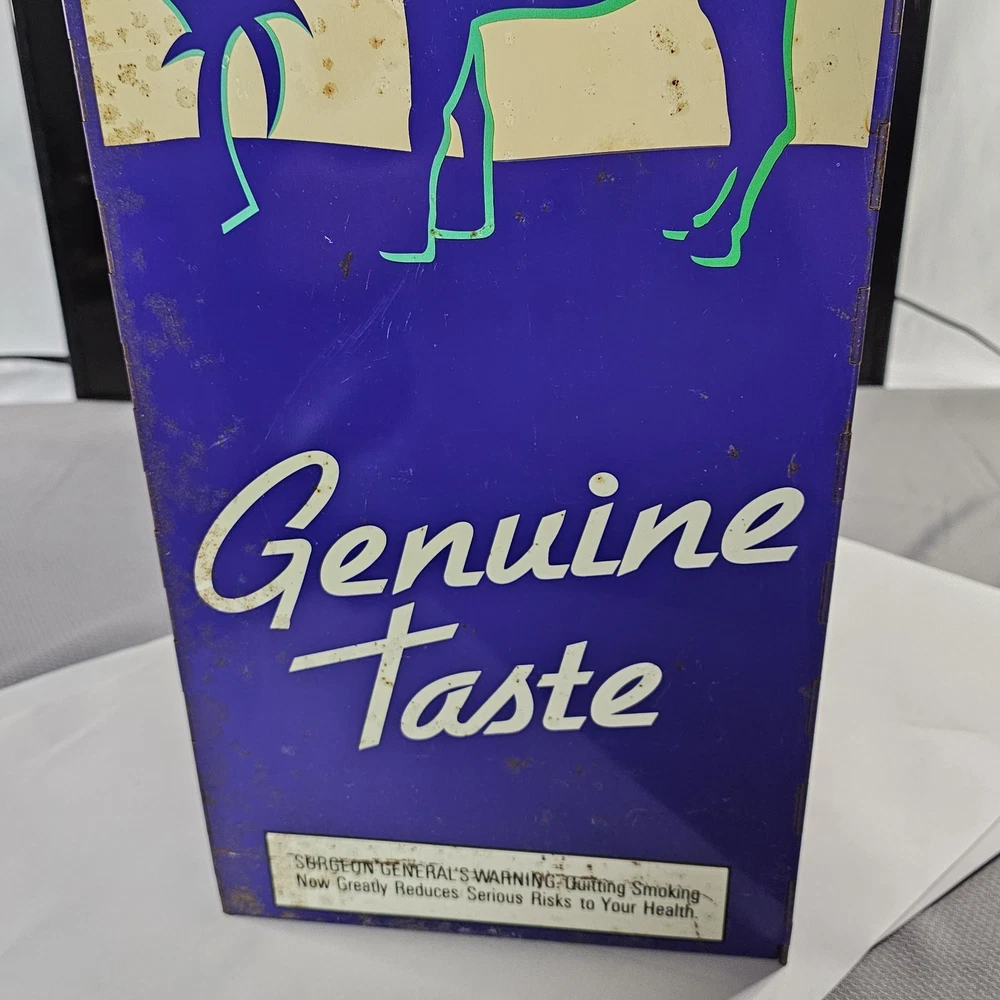 Genuine
Taste
SURGEON GENERAL'S WARNING: Quitting Smoking
Now Greatly Reduces Serious Risks to Your Health.